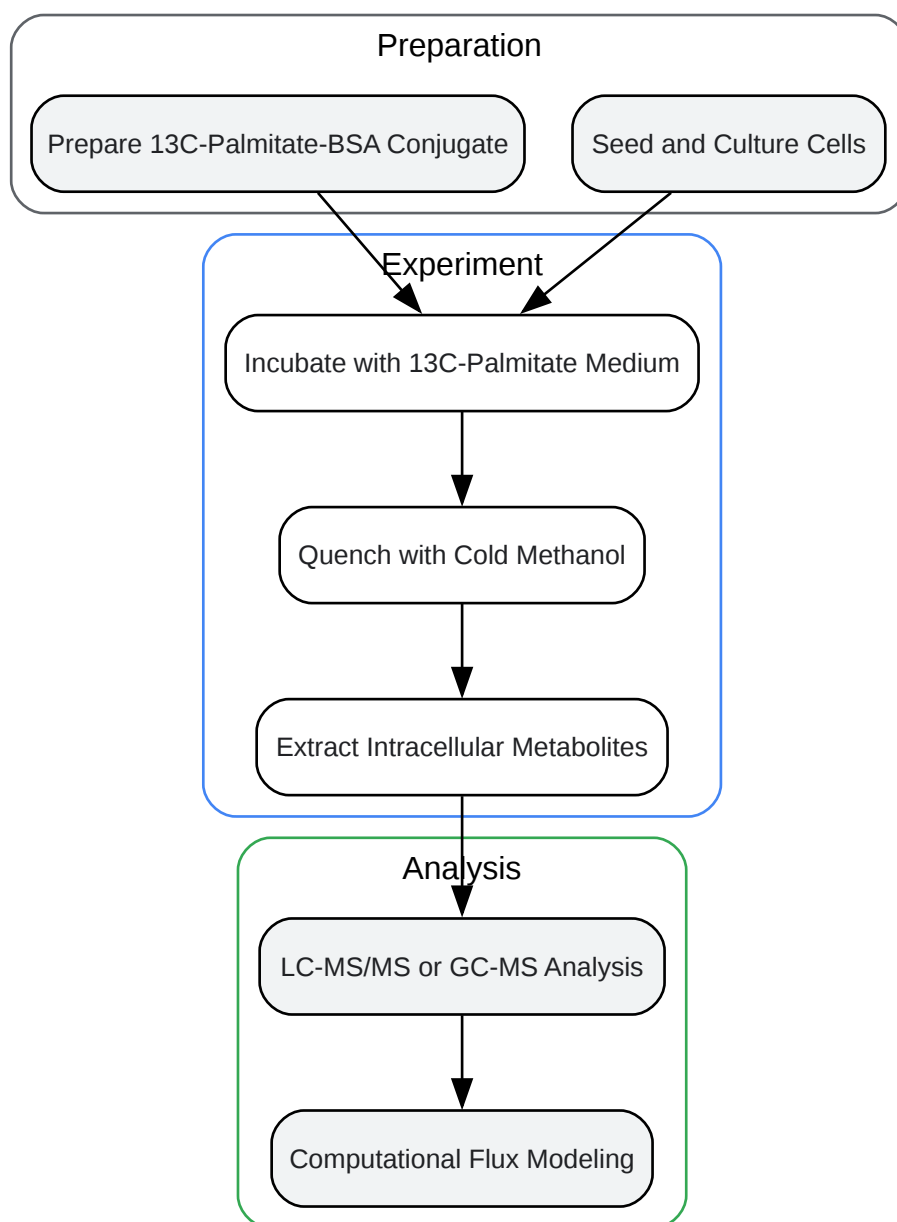 Preparation
Prepare 13C-Palmitate-BSA Conjugate
Seed and Culture Cells
Experiment
Incubate with 13C-Palmitate Medium
Quench with Cold Methanol
Extract Intracellular Metabolites
Analysis
LC-MS/MS or GC-MS Analysis
Computational Flux Modeling